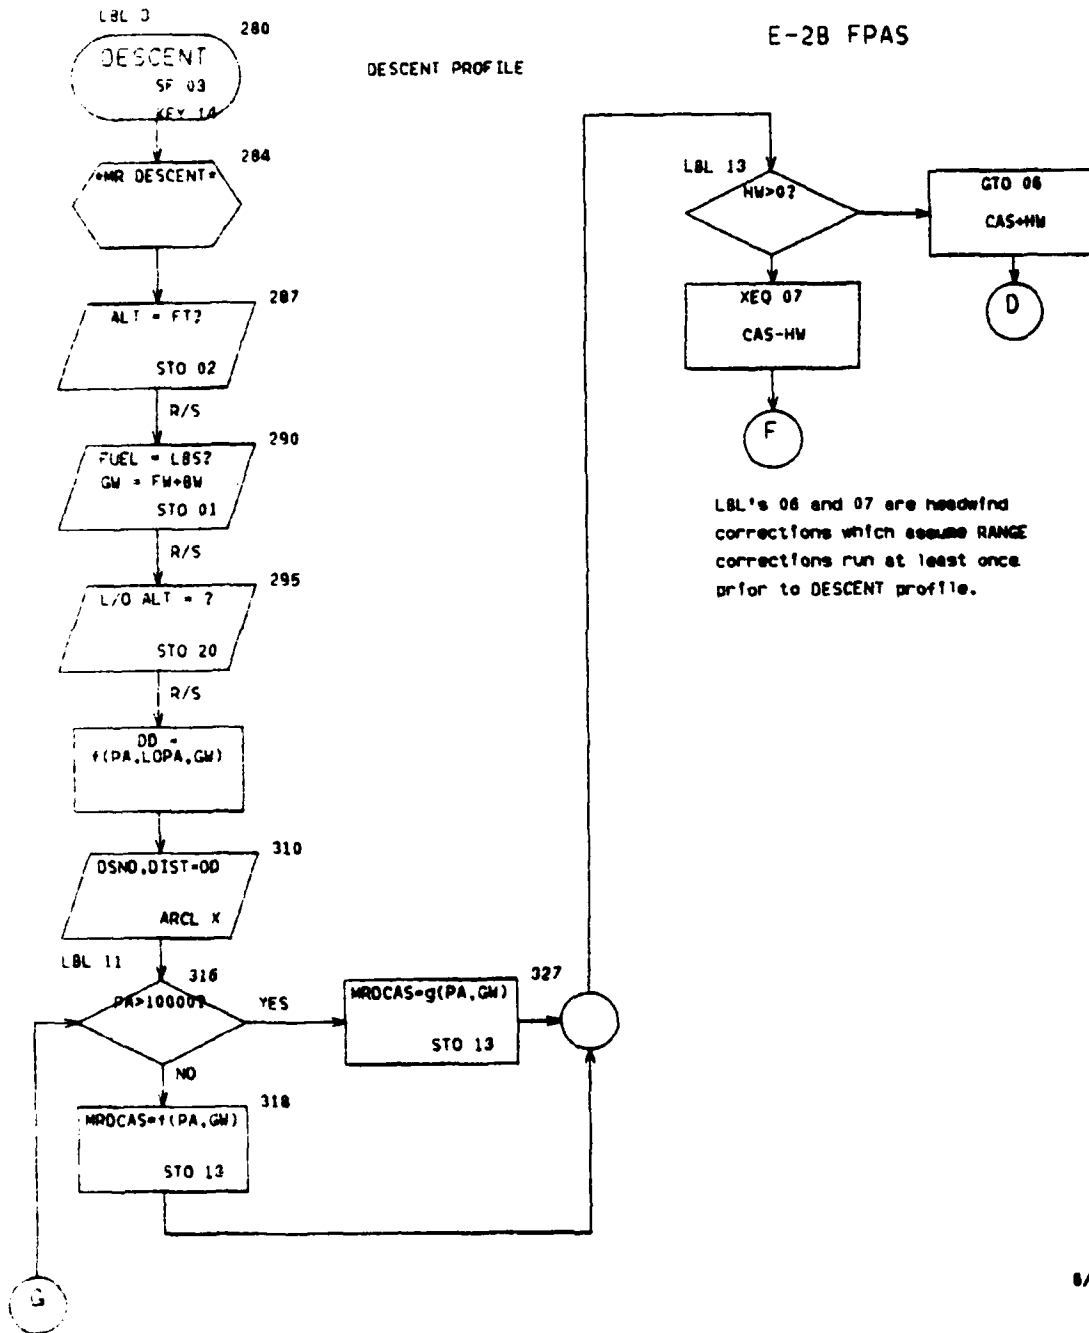 LBL 3
280
DESCENT
SF 03
KEY 14
E-2B FPAS
DESCENT PROFILE
284
*MR DESCENT*
287
ALT = FT?
STO 02
R/S
290
FUEL = LBS?
GW = FW+BW
STO 01
R/S
295
L/O ALT = ?
STO 20
R/S
DD =
f(PA,LOPA,GW)
310
DSND,DIST=DD
ARCL X
LBL 11
316
PA>10000?
YES
NO
327
MRDCAS=g(PA,GW)
STO 13
318
MRDCAS=f(PA,GW)
STO 13
G
LBL 13
HW>0?
GTO 06
CAS+HW
D
XEQ 07
CAS-HW
F
LBL's 06 and 07 are headwind
corrections which assume RANGE
corrections run at least once
prior to DESCENT profile.
6/